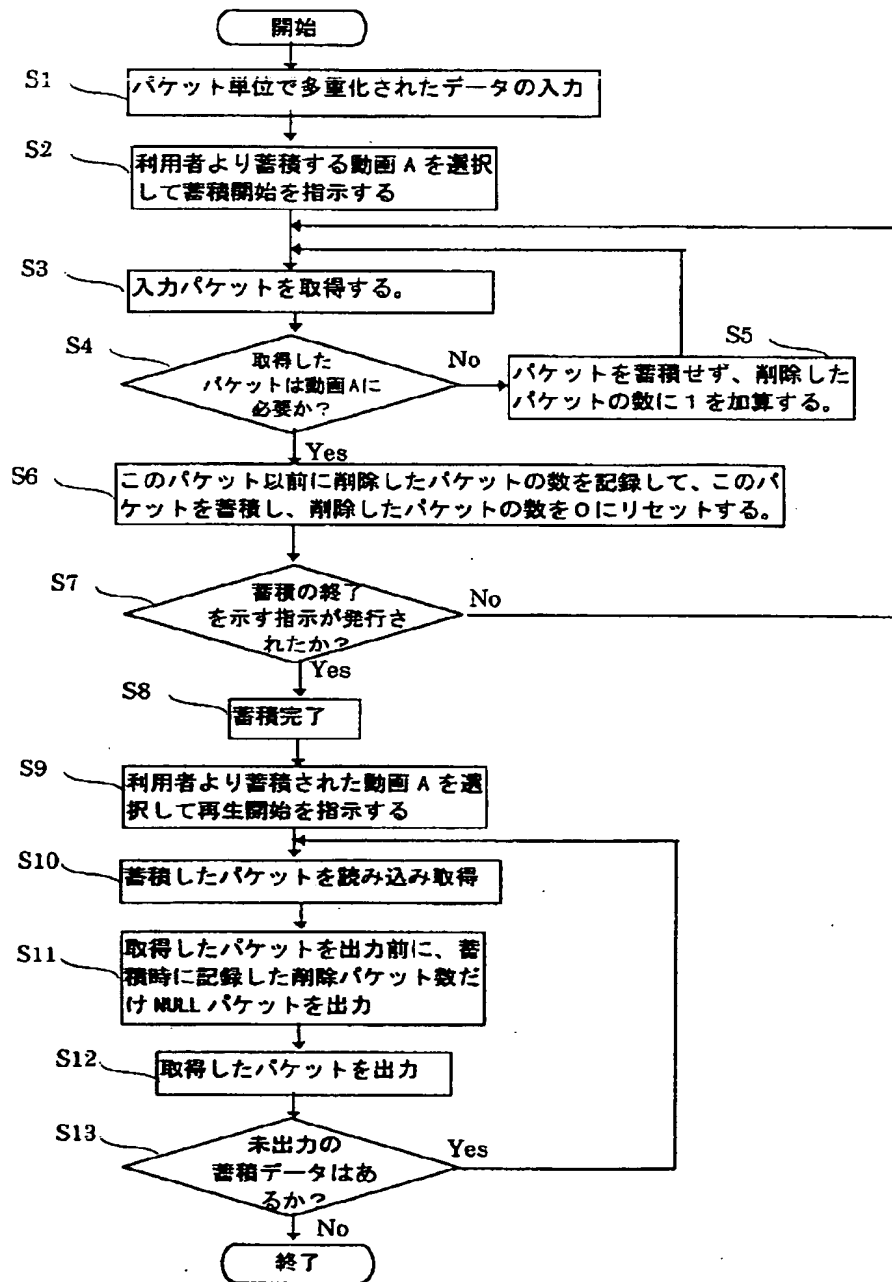 開始
S1
パケット単位で多重化されたデータの入力
S2
利用者より蓄積する動画 A を選択
して蓄積開始を指示する
S3
入力パケットを取得する。
S4
取得した
パケットは動画 A に
必要か?
No
S5
パケットを蓄積せず、削除した
パケットの数に 1 を加算する。
Yes
S6
このパケット以前に削除したパケットの数を記録して、このパ
ケットを蓄積し、削除したパケットの数を 0 にリセットする。
S7
蓄積の終了
を示す指示が発行さ
れたか?
No
Yes
S8
蓄積完了
S9
利用者より蓄積された動画 A を選
択して再生開始を指示する
S10
蓄積したパケットを読み込み取得
S11
取得したパケットを出力前に、蓄
積時に記録した削除パケット数だ
け NULL パケットを出力
S12
取得したパケットを出力
S13
未出力の
蓄積データはあ
るか?
Yes
No
終了